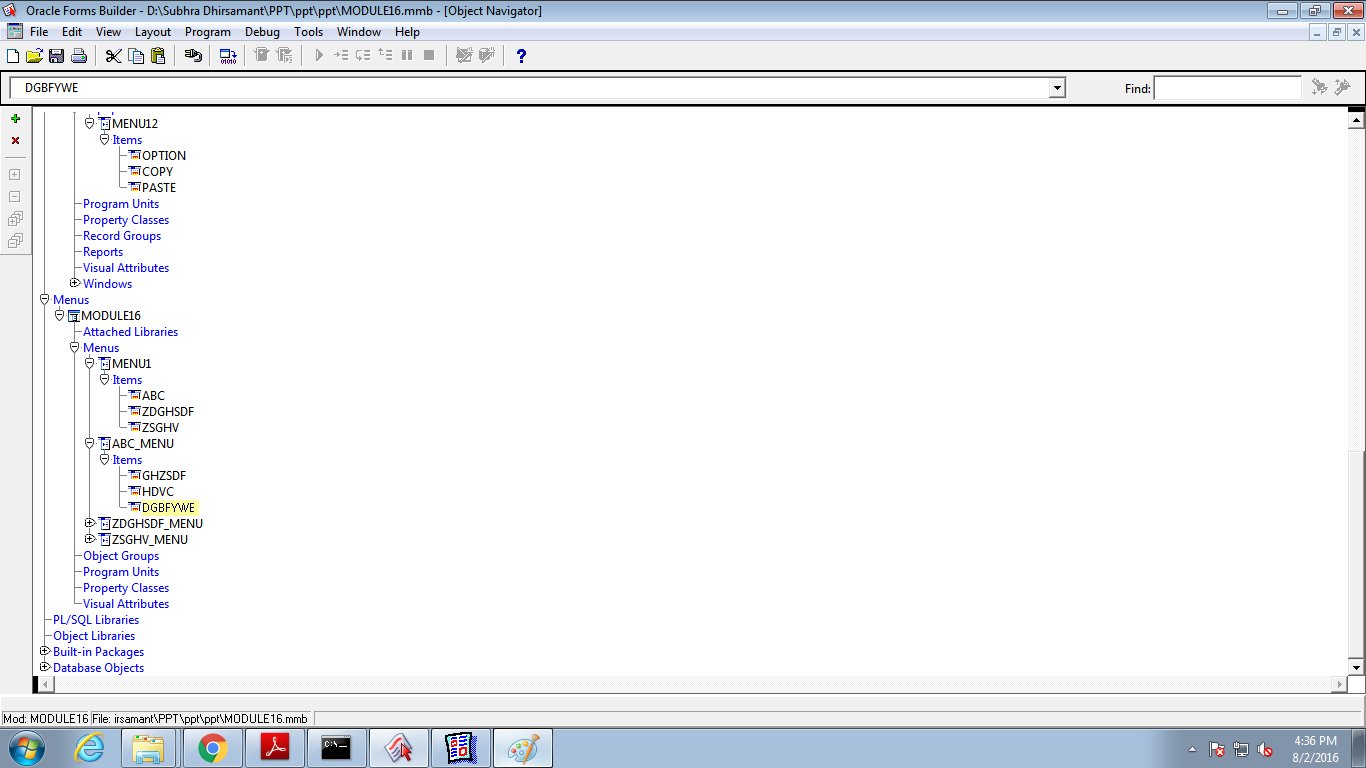 Oracle Forms Builder - D:\Subhra Dhirsamant\PPT\ppt\ppt\MODULE16.mmb - [Object Navigator]
File Edit View Layout Program Debug Tools Window Help
DGBFYWE Find:
MENU12
Items
OPTION
COPY
PASTE
Program Units
Property Classes
Record Groups
Reports
Visual Attributes
Windows
Menus
MODULE16
Attached Libraries
Menus
MENU1
Items
ABC
ZDGHSDF
ZSGHV
ABC_MENU
Items
GHZSDF
HDVC
DGBFYWE
ZDGHSDF_MENU
ZSGHV_MENU
Object Groups
Program Units
Property Classes
Visual Attributes
PL/SQL Libraries
Object Libraries
Built-in Packages
Database Objects
Mod: MODULE16 File: irsamant\PPT\ppt\ppt\MODULE16.mmb
4:36 PM
8/2/2016